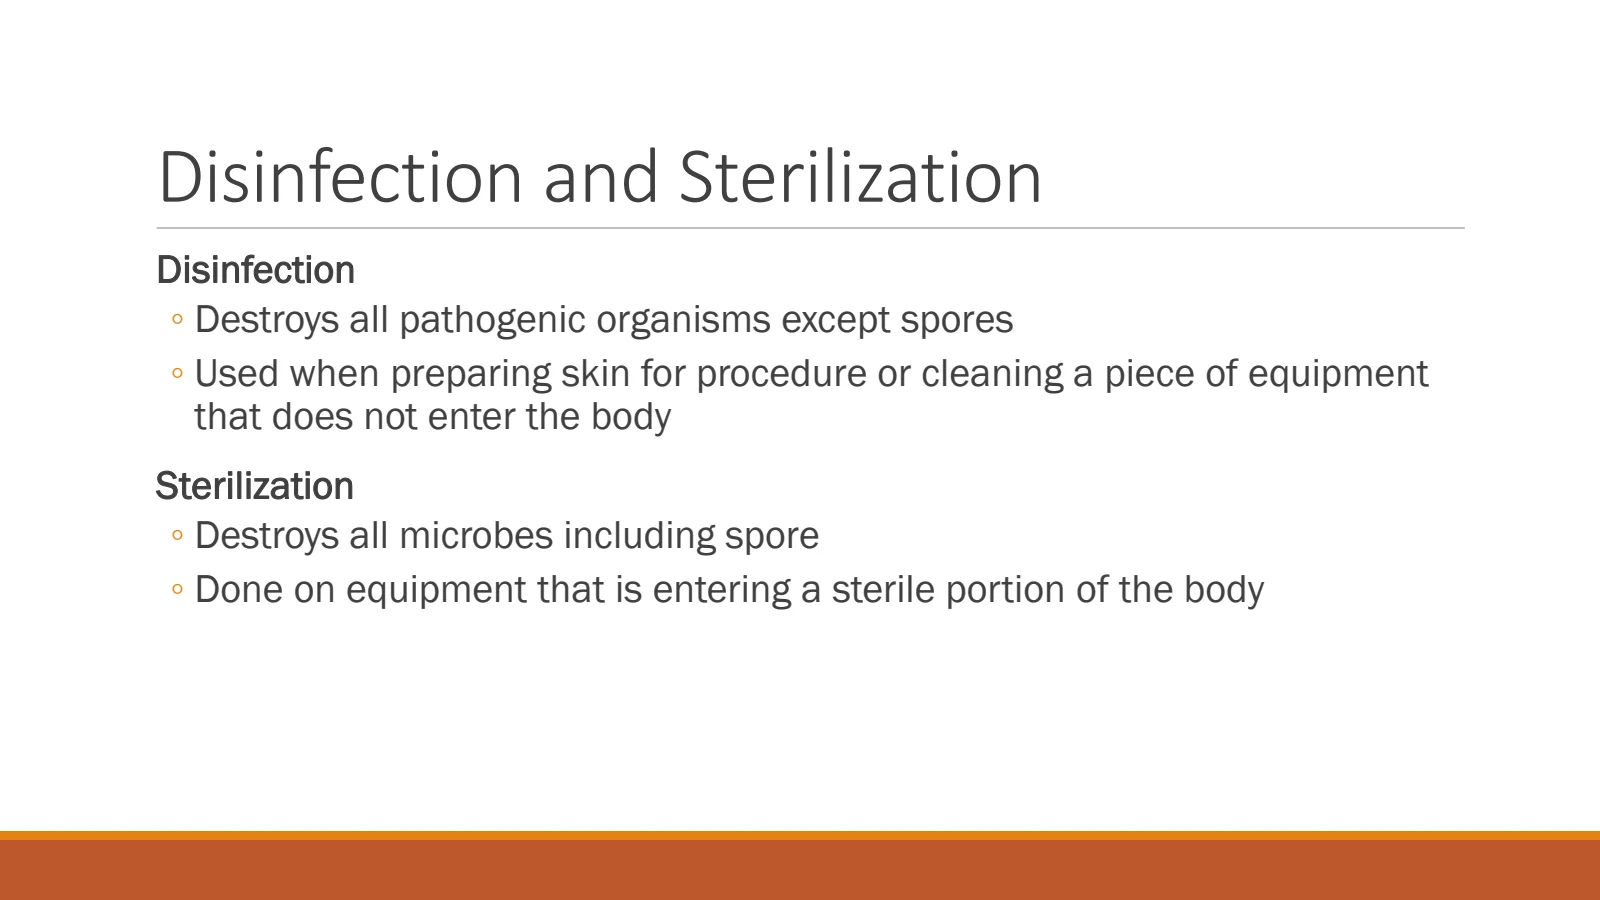 Disinfection and Sterilization
Disinfection
◦ Destroys all pathogenic organisms except spores
◦ Used when preparing skin for procedure or cleaning a piece of equipment
that does not enter the body
Sterilization
◦ Destroys all microbes including spore
◦ Done on equipment that is entering a sterile portion of the body